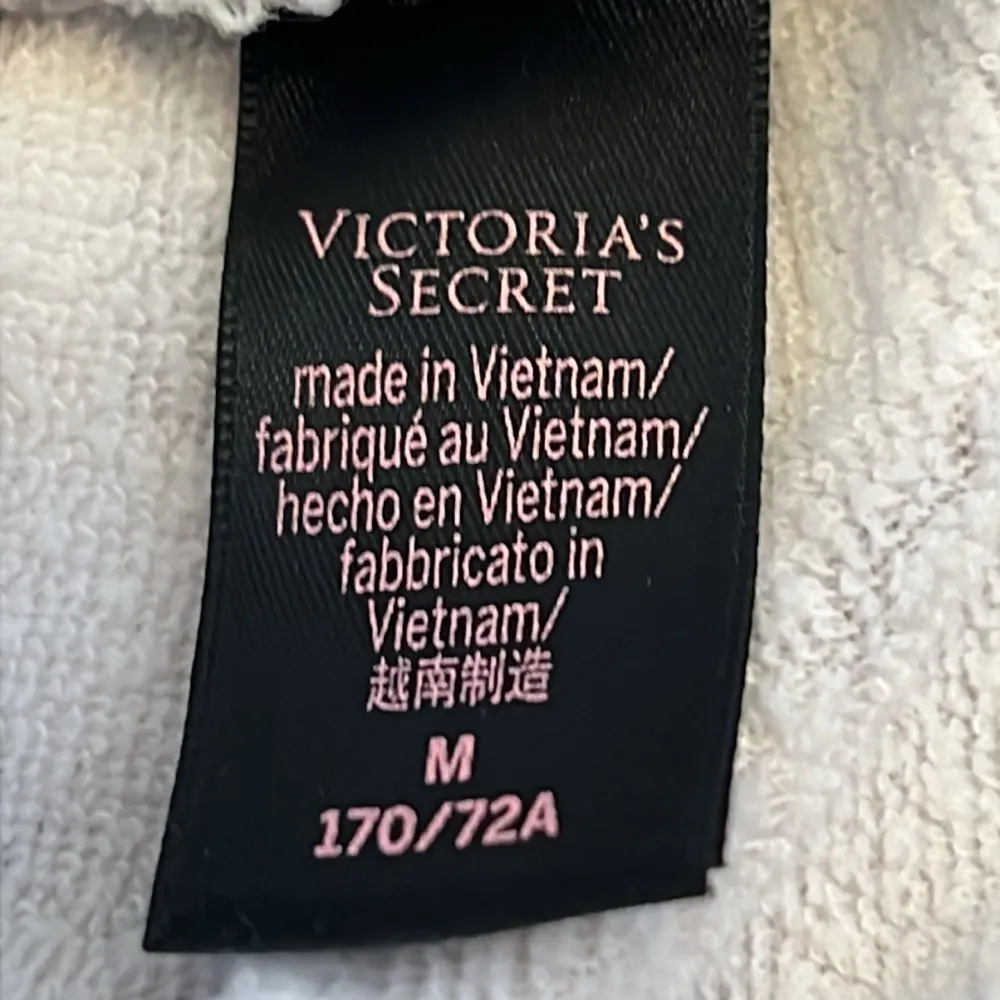 VICTORIA'S
SECRET
made in Vietnam/
fabriqué au Vietnam/
hecho en Vietnam/
fabbricato in
Vietnam/
越南制造
M
170/72A